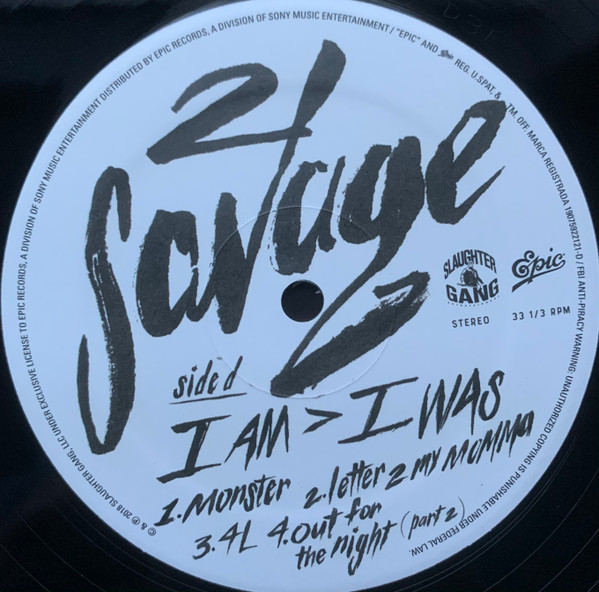 21
Savage
SLAUGHTER
GANG
Epic
STEREO
33 1/3 RPM
side d
I AM > I WAS
1. Monster 2. letter 2 my MOMMA
3. 4L 4. Out for
the night (part 2)
© & ℗ 2018 SLAUGHTER GANG, LLC UNDER EXCLUSIVE LICENSE TO EPIC RECORDS, A DIVISION OF SONY MUSIC ENTERTAINMENT DISTRIBUTED BY EPIC RECORDS, A DIVISION OF SONY MUSIC ENTERTAINMENT / "EPIC" AND Epic REG. U.S PAT. & TM. OFF. MARCA REGISTRADA 19075922121-D / FBI ANTI-PIRACY WARNING: UNAUTHORIZED COPYING IS PUNISHABLE UNDER FEDERAL LAW.